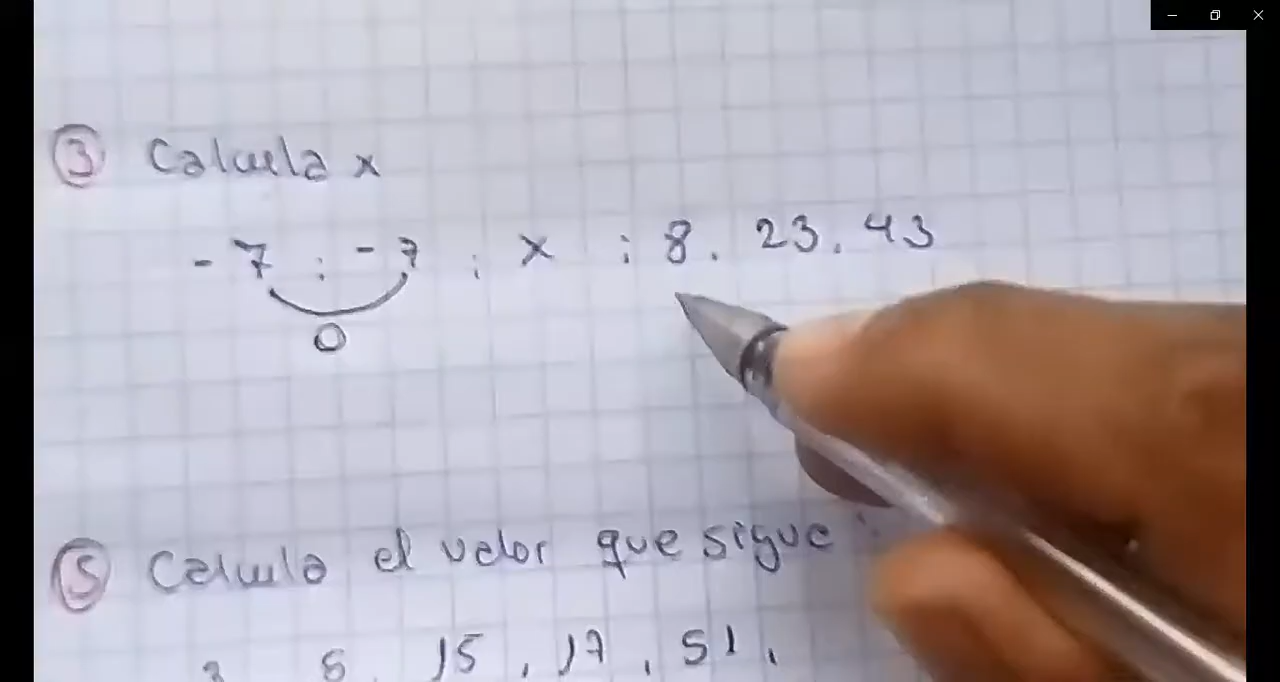 3 Calcula x
-7 ; -7 ; x ; 8, 23, 43
0
5 Calcula el valor que sigue:
15, 17, 51,